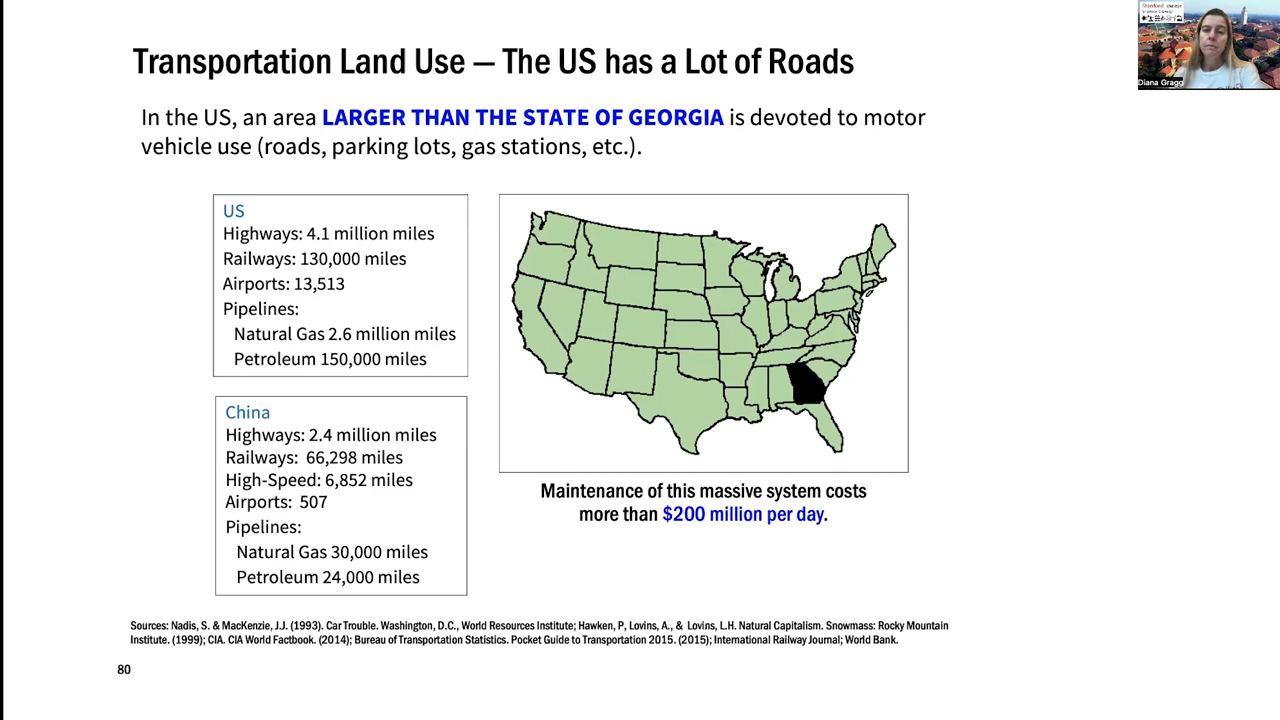 Transportation Land Use — The US has a Lot of Roads
In the US, an area LARGER THAN THE STATE OF GEORGIA is devoted to motor
vehicle use (roads, parking lots, gas stations, etc.).
US
Highways: 4.1 million miles
Railways: 130,000 miles
Airports: 13,513
Pipelines:
Natural Gas 2.6 million miles
Petroleum 150,000 miles
China
Highways: 2.4 million miles
Railways: 66,298 miles
High-Speed: 6,852 miles
Airports: 507
Pipelines:
Natural Gas 30,000 miles
Petroleum 24,000 miles
Maintenance of this massive system costs
more than $200 million per day.
Sources: Nadis, S. & MacKenzie, J.J. (1993). Car Trouble. Washington, D.C., World Resources Institute; Hawken, P, Lovins, A., & Lovins, L.H. Natural Capitalism. Snowmass: Rocky Mountain
Institute. (1999); CIA. CIA World Factbook. (2014); Bureau of Transportation Statistics. Pocket Guide to Transportation 2015. (2015); International Railway Journal; World Bank.
80
Stanford ENERGY
Diana Gragg